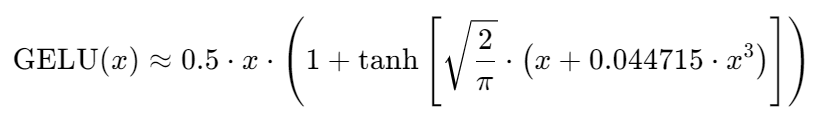 GELU(x) ≈ 0.5 · x · (1 + tanh [√(2/π) · (x + 0.044715 · x³)])